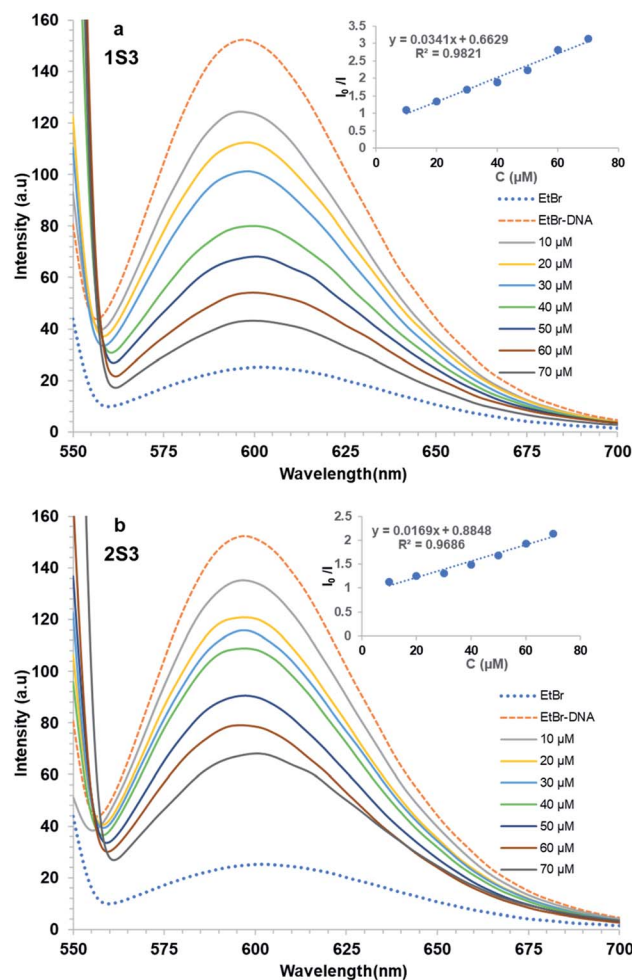 160
140
120
100
80
60
40
20
0
Intensity (a.u)
a
1S3
550
575
600
625
650
675
700
Wavelength(nm)
y = 0.0341x + 0.6629
R² = 0.9821
3.5
3
2.5
2
1.5
1
0.5
0
I₀ /I
0
20
40
60
80
C (µM)
EtBr
EtBr-DNA
10 µM
20 µM
30 µM
40 µM
50 µM
60 µM
70 µM
160
140
120
100
80
60
40
20
0
Intensity (a.u)
b
2S3
550
575
600
625
650
675
700
Wavelength (nm)
y = 0.0169x + 0.8848
R² = 0.9686
2.5
2
1.5
1
0.5
0
I₀ /I
0
20
40
60
80
C (µM)
EtBr
EtBr-DNA
10 µM
20 µM
30 µM
40 µM
50 µM
60 µM
70 µM